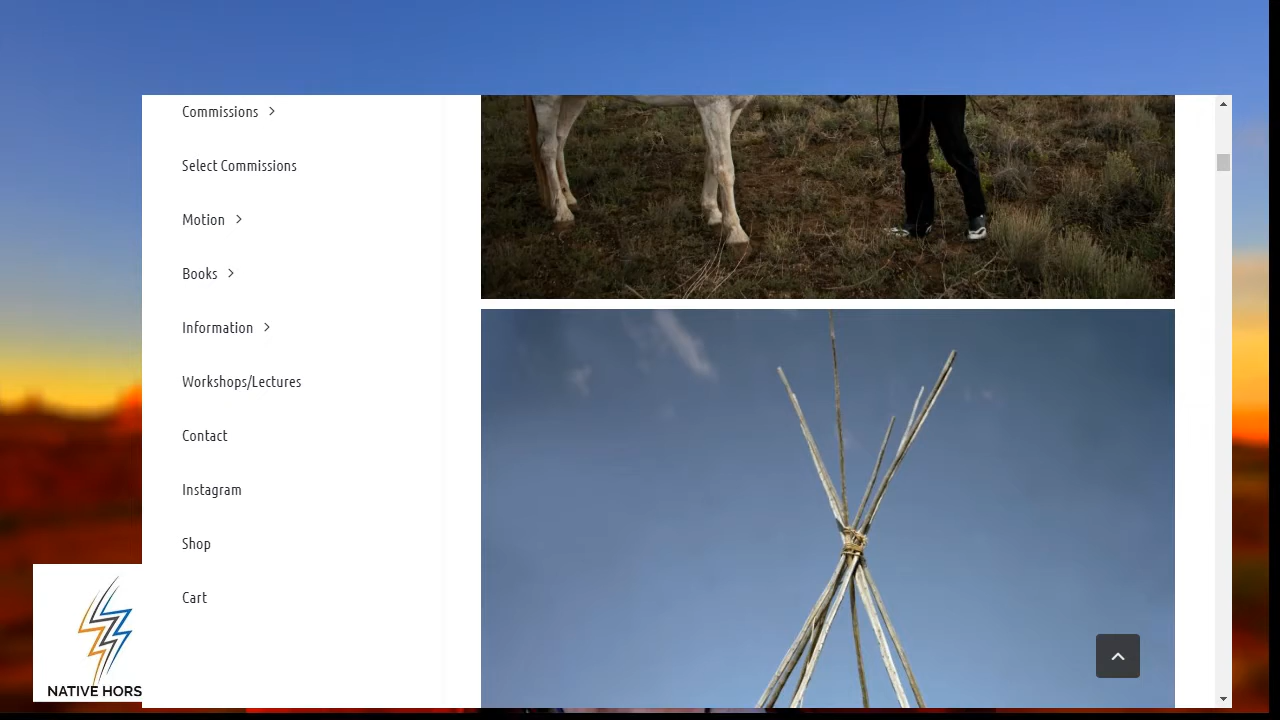 Commissions
Select Commissions
Motion
Books
Information
Workshops/Lectures
Contact
Instagram
Shop
Cart
NATIVE HORS